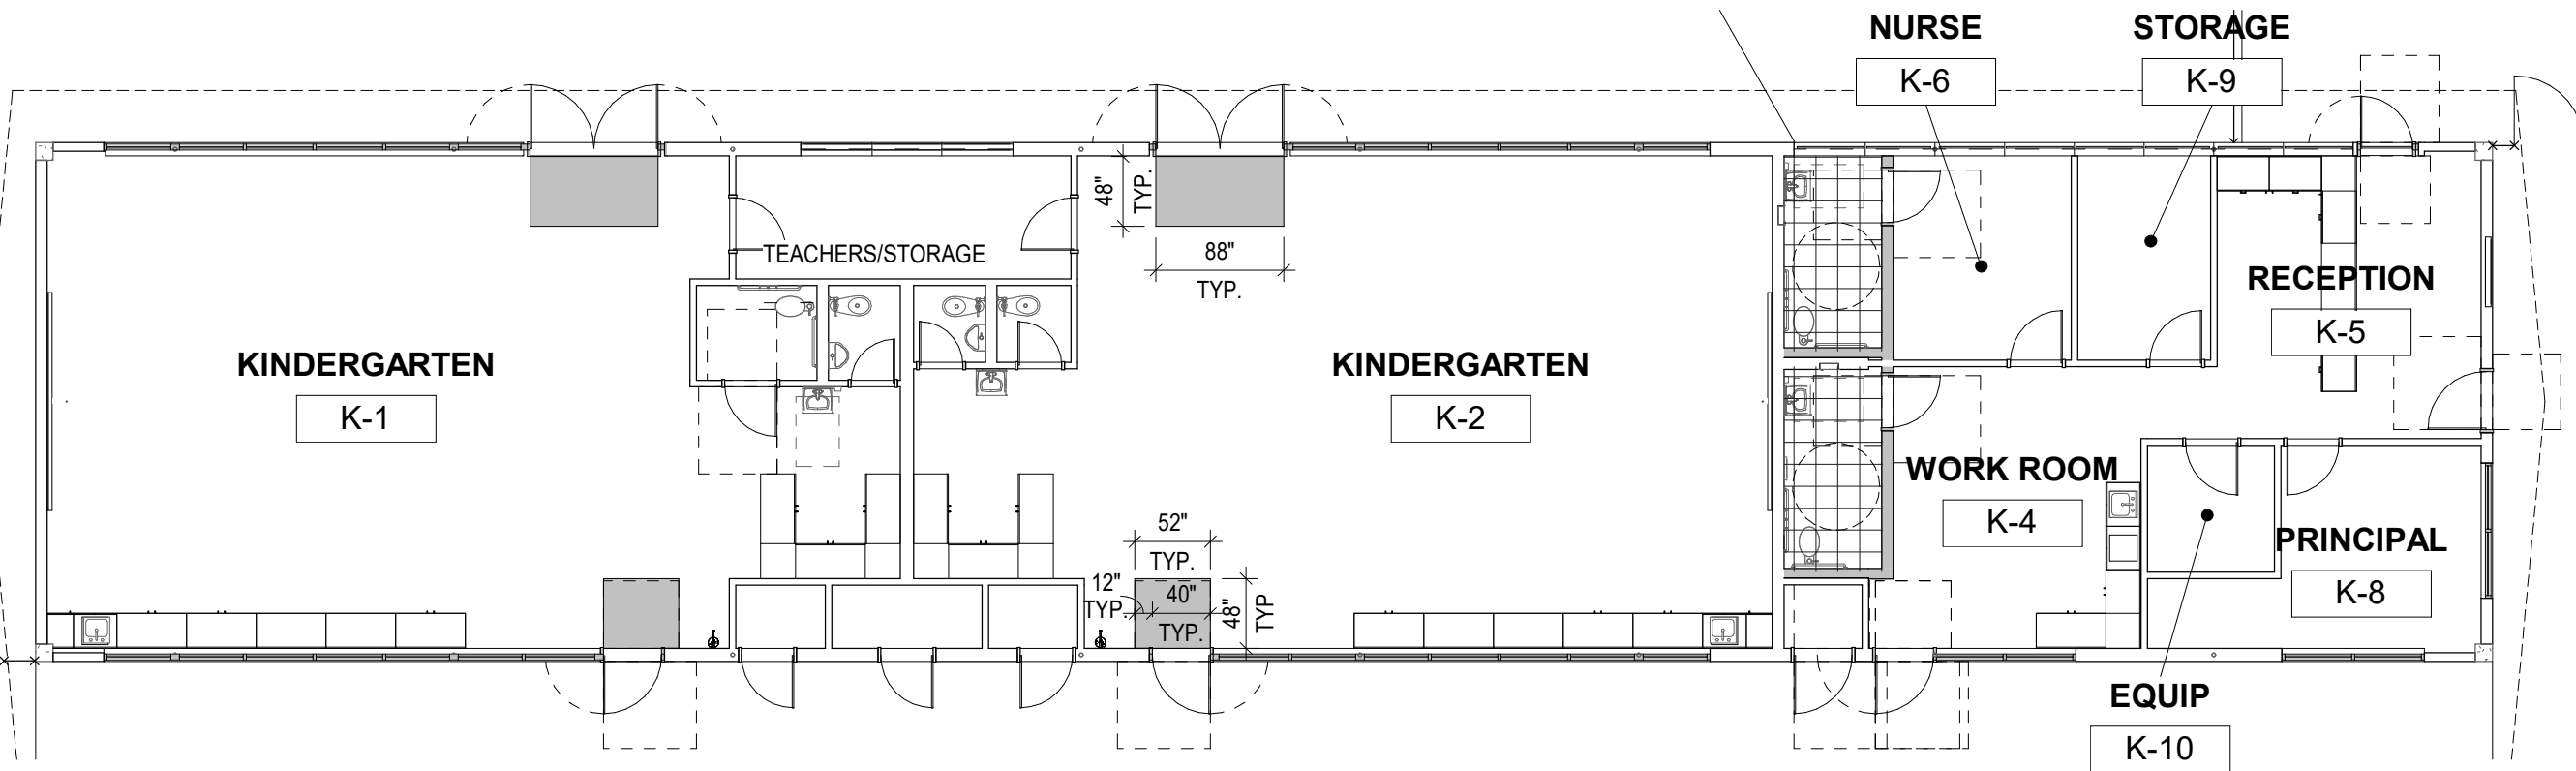 NURSE
K-6
STORAGE
K-9
48"
TYP.
TEACHERS/STORAGE
88"
TYP.
RECEPTION
K-5
KINDERGARTEN
K-1
KINDERGARTEN
K-2
WORK ROOM
K-4
52"
TYP.
12"
TYP.
40"
TYP.
48"
TYP
PRINCIPAL
K-8
EQUIP
K-10